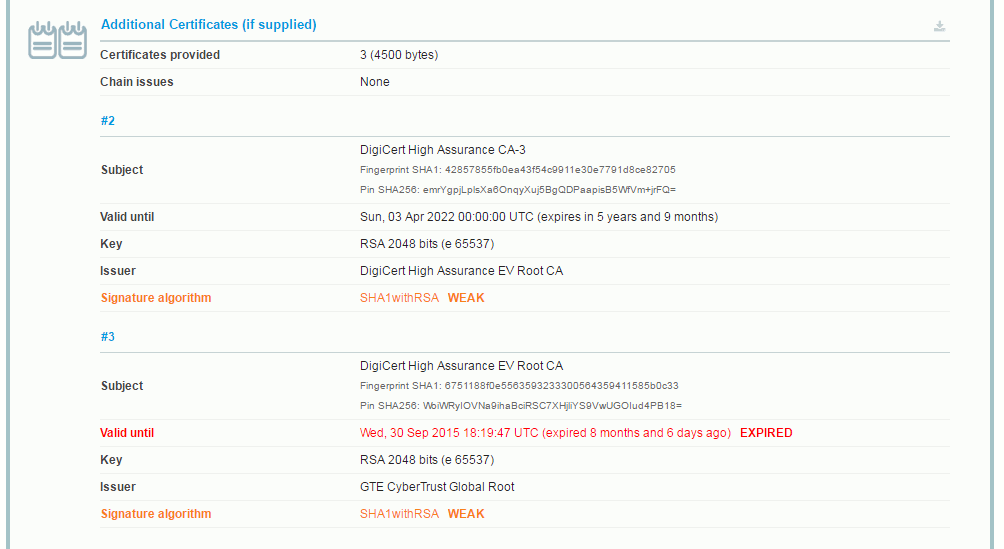 Additional Certificates (if supplied)
Certificates provided 3 (4500 bytes)
Chain issues None
#2
Subject DigiCert High Assurance CA-3
Fingerprint SHA1: 42857855fb0ea43f54c9911e30e7791d8ce82705
Pin SHA256: emrYgpjLplsXa6OnqyXuj5BgQDPaapisB5WfVm+jrFQ=
Valid until Sun, 03 Apr 2022 00:00:00 UTC (expires in 5 years and 9 months)
Key RSA 2048 bits (e 65537)
Issuer DigiCert High Assurance EV Root CA
Signature algorithm SHA1withRSA WEAK
#3
Subject DigiCert High Assurance EV Root CA
Fingerprint SHA1: 6751188f0e5563593233300564359411585b0c33
Pin SHA256: WoiWRyIOVNa9ihaBciRSC7XHjliYS9VwUGOIud4PB18=
Valid until Wed, 30 Sep 2015 18:19:47 UTC (expired 8 months and 6 days ago) EXPIRED
Key RSA 2048 bits (e 65537)
Issuer GTE CyberTrust Global Root
Signature algorithm SHA1withRSA WEAK